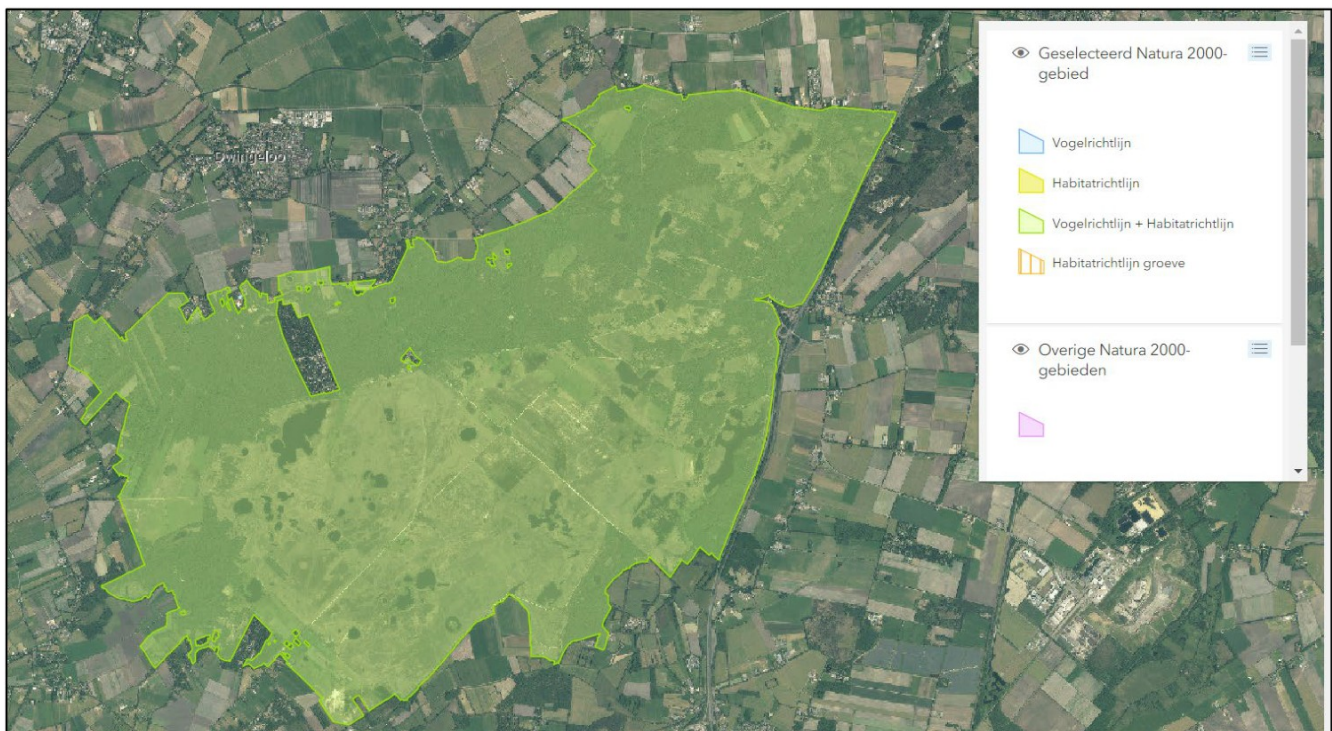 Dwingeloo
Geselecteerd Natura 2000-
gebied
Vogelrichtlijn
Habitatrichtlijn
Vogelrichtlijn + Habitatrichtlijn
Habitatrichtlijn groeve
Overige Natura 2000-
gebieden